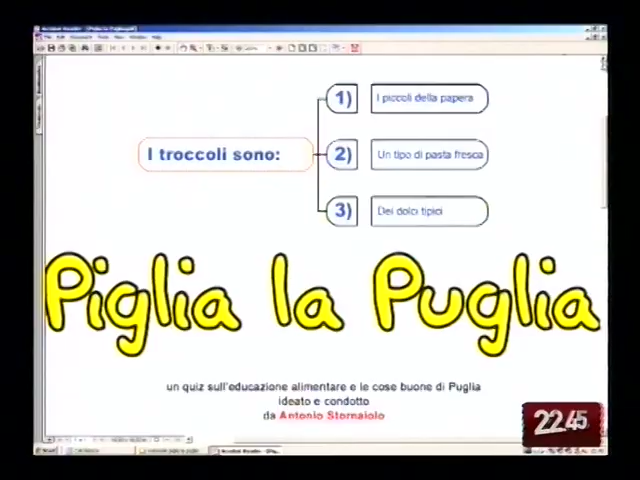 I troccoli sono:
1)
I piccoli della papera
2)
Un tipo di pasta fresca
3)
Dei dolci tipici
Piglia la Puglia
un quiz sull'educazione alimentare e le cose buone di Puglia
ideato e condotto
da Antonio Stornaiolo
22.45